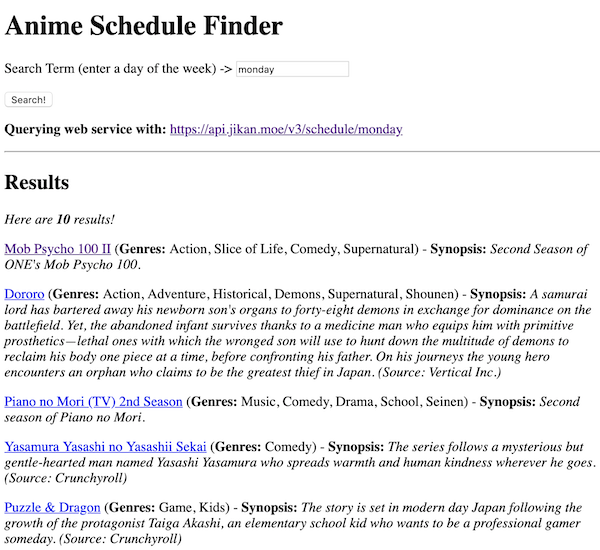 Anime Schedule Finder
Search Term (enter a day of the week) -> monday
Search!
Querying web service with: https://api.jikan.moe/v3/schedule/monday
Results
Here are 10 results!
Mob Psycho 100 II (Genres: Action, Slice of Life, Comedy, Supernatural) - Synopsis: Second Season of
ONE's Mob Psycho 100.
Dororo (Genres: Action, Adventure, Historical, Demons, Supernatural, Shounen) - Synopsis: A samurai
lord has bartered away his newborn son's organs to forty-eight demons in exchange for dominance on the
battlefield. Yet, the abandoned infant survives thanks to a medicine man who equips him with primitive
prosthetics—lethal ones with which the wronged son will use to hunt down the multitude of demons to
reclaim his body one piece at a time, before confronting his father. On his journeys the young hero
encounters an orphan who claims to be the greatest thief in Japan. (Source: Vertical Inc.)
Piano no Mori (TV) 2nd Season (Genres: Music, Comedy, Drama, School, Seinen) - Synopsis: Second
season of Piano no Mori.
Yasamura Yasashi no Yasashii Sekai (Genres: Comedy) - Synopsis: The series follows a mysterious but
gentle-hearted man named Yasashi Yasamura who spreads warmth and human kindness wherever he goes.
(Source: Crunchyroll)
Puzzle & Dragon (Genres: Game, Kids) - Synopsis: The story is set in modern day Japan following the
growth of the protagonist Taiga Akashi, an elementary school kid who wants to be a professional gamer
someday. (Source: Crunchyroll)